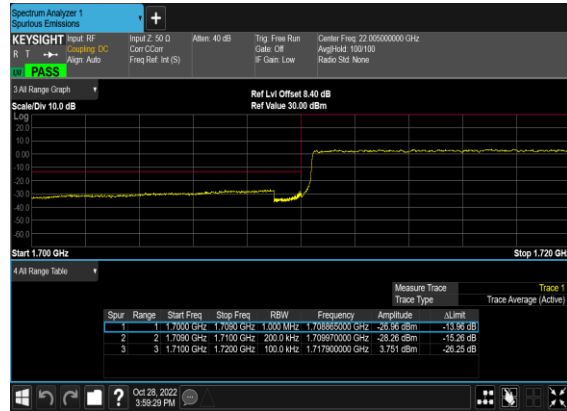 Spectrum Analyzer 1
Spurious Emissions
KEYSIGHT
R T
LXI
PASS
Input: RF
Coupling: DC
Align: Auto
Input Z: 50 Ω
Corr CCorr
Freq Ref: Int (S)
Atten: 40 dB
Trig: Free Run
Gate: Off
IF Gain: Low
Center Freq: 22.005000000 GHz
Avg|Hold: 100/100
Radio Std: None
3 All Range Graph
Ref Lvl Offset 8.40 dB
Scale/Div 10.0 dB
Ref Value 30.00 dBm
Log
20.0
10.0
0.00
-10.0
-20.0
-30.0
-40.0
-50.0
-60.0
Start 1.700 GHz
Stop 1.720 GH
4 All Range Table
Measure Trace Trace 1
Trace Type Trace Average (Active)
Spur Range Start Freq Stop Freq RBW Frequency Amplitude ΔLimit
1 1 1.7000 GHz 1.7090 GHz 1.000 MHz 1.708865000 GHz -26.96 dBm -13.96 dB
2 2 1.7090 GHz 1.7100 GHz 200.0 kHz 1.709970000 GHz -28.26 dBm -15.26 dB
3 3 1.7100 GHz 1.7200 GHz 100.0 kHz 1.717900000 GHz 3.751 dBm -26.25 dB
?
Oct 28, 2022
3:59:29 PM